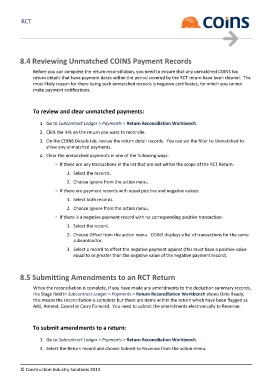 RCT
coins
8.4 Reviewing Unmatched COINS Payment Records
Before you can complete the return reconciliation, you need to ensure that any unmatched COINS tax
return details that have payment dates within the period covered by the RCT return have been cleared. The
most likely reason for there being such unmatched records is negative certificates, for which you cannot
make payment notifications.
To review and clear unmatched payments:
1. Go to Subcontract Ledger > Payments > Return Reconciliation Workbench.
2. Click the link on the return you want to reconcile.
3. On the COINS Details tab, review the return detail records. You can set the filter to Unmatched to
show any unmatched payments.
4. Clear the unmatched payments in one of the following ways:
◦ If there are any transactions in the list that are not within the scope of the RCT Return:
1. Select the records.
2. Choose Ignore from the action menu.
◦ If there are payment records with equal positive and negative values:
1. Select both records.
2. Choose Ignore from the action menu.
◦ If there is a negative payment record with no corresponding positive transaction:
1. Select the record.
2. Choose Offset from the action menu. COINS displays a list of transactions for the same
subcontractor.
3. Select a record to offset the negative payment against (this must have a positive value
equal to or greater than the negative value of the negative payment record).
8.5 Submitting Amendments to an RCT Return
When the reconciliation is complete, if you have made any amendments to the deduction summary records,
the Stage field in Subcontract Ledger > Payments > Return Reconciliation Workbench shows Data Ready;
this means the reconciliation is complete but there are items within the return which have been flagged as
Add, Amend, Cancel or Carry Forward. You need to submit the amendments electronically to Revenue.
To submit amendments to a return:
1. Go to Subcontract Ledger > Payments > Return Reconciliation Workbench.
2. Select the Return record and choose Submit to Revenue from the action menu.
© Construction Industry Solutions 2013